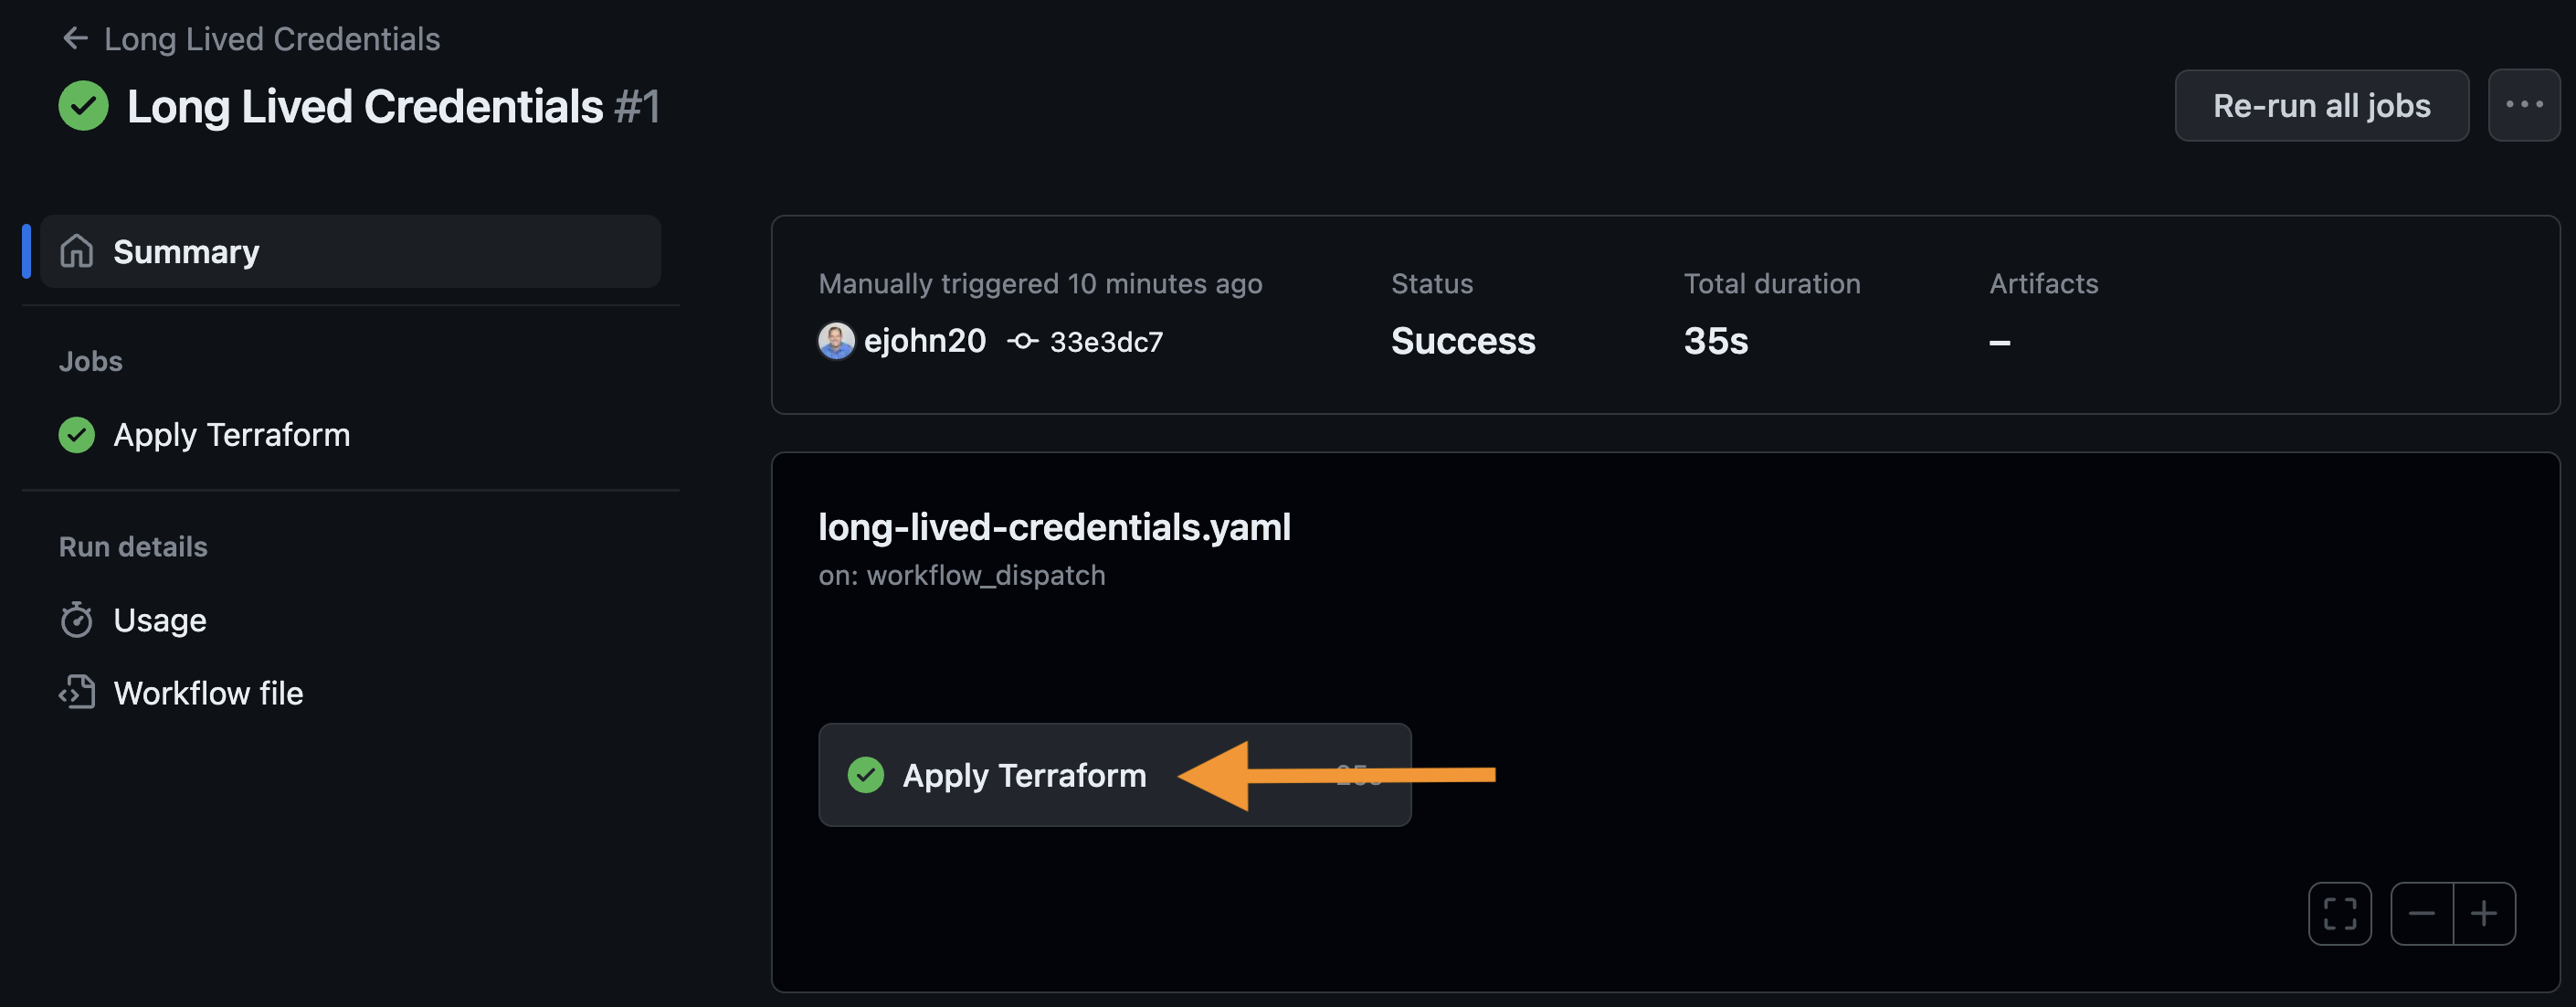 Long Lived Credentials
Long Lived Credentials #1
Re-run all jobs
Summary
Jobs
Apply Terraform
Run details
Usage
Workflow file
Manually triggered 10 minutes ago
ejohn20 33e3dc7
Status
Success
Total duration
35s
Artifacts
–
long-lived-credentials.yaml
on: workflow_dispatch
Apply Terraform